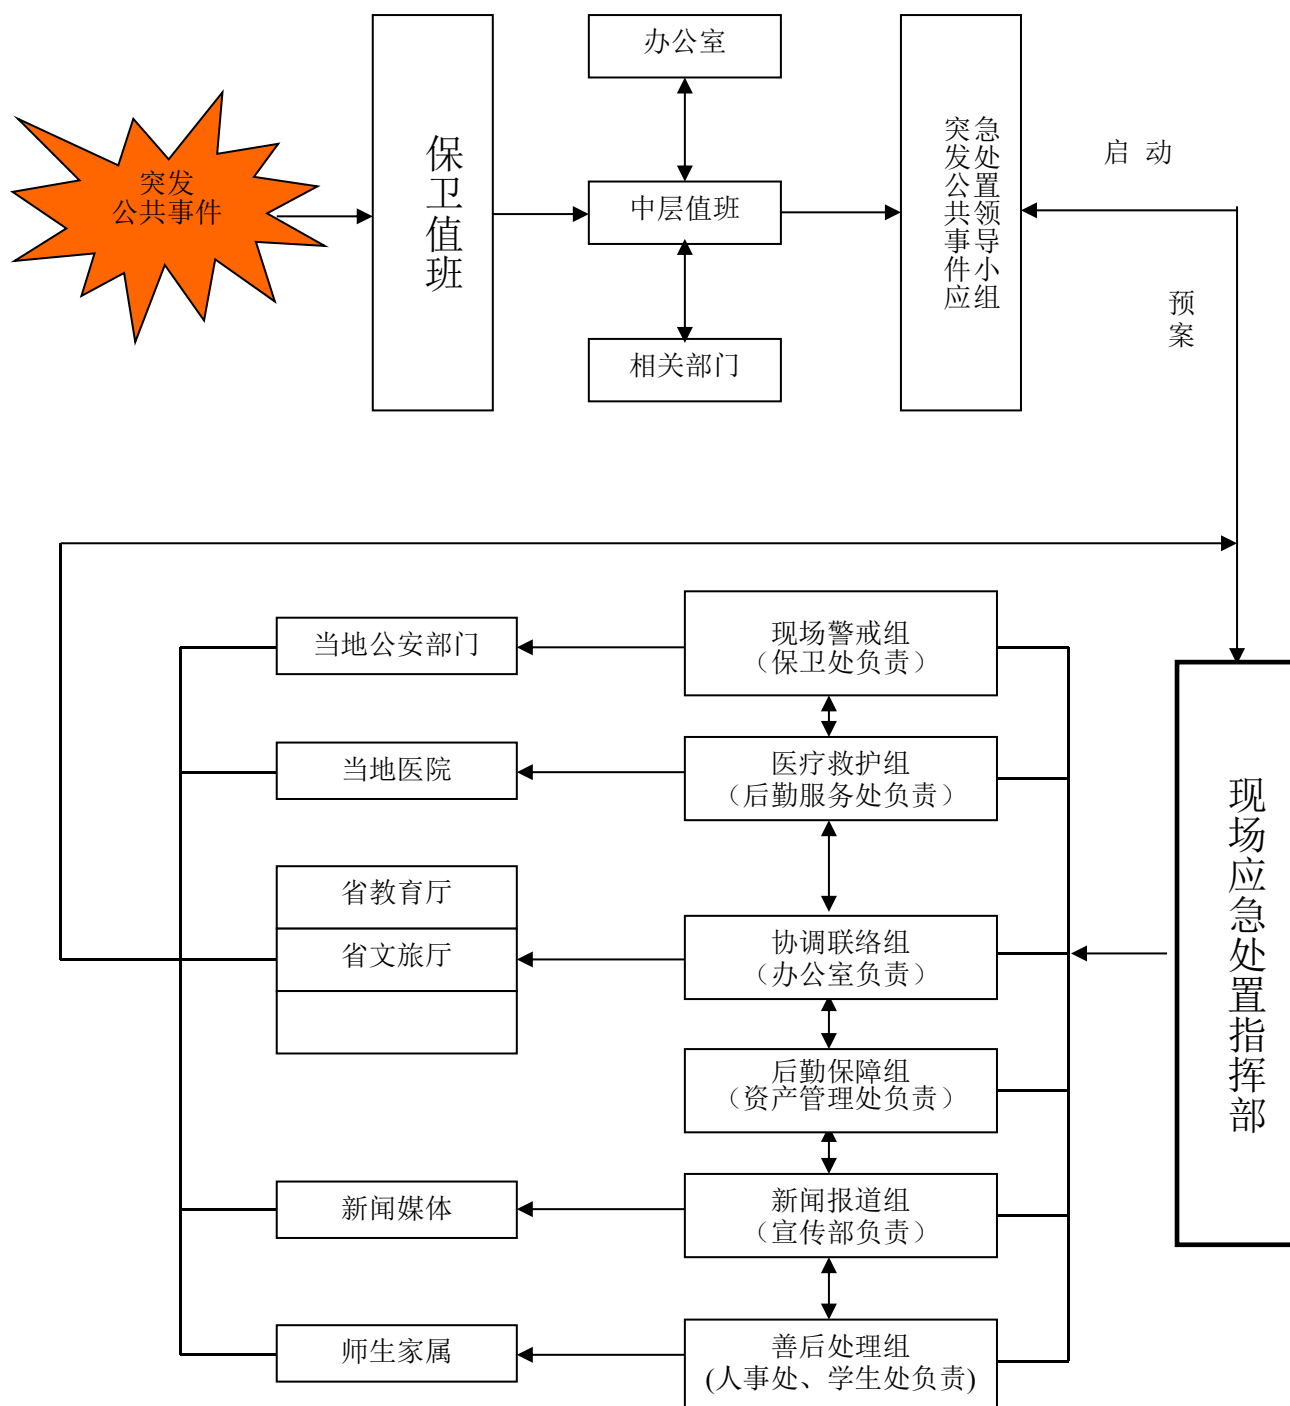 办公室
突发
公共事件
保卫值班
中层值班
相关部门
突发公共事件应
急处置领导小组
启 动
预
案
当地公安部门
现场警戒组
（保卫处负责）
当地医院
医疗救护组
（后勤服务处负责）
省教育厅
省文旅厅
协调联络组
（办公室负责）
后勤保障组
（资产管理处负责）
新闻媒体
新闻报道组
（宣传部负责）
师生家属
善后处理组
(人事处、学生处负责)
现场应急处置指挥部